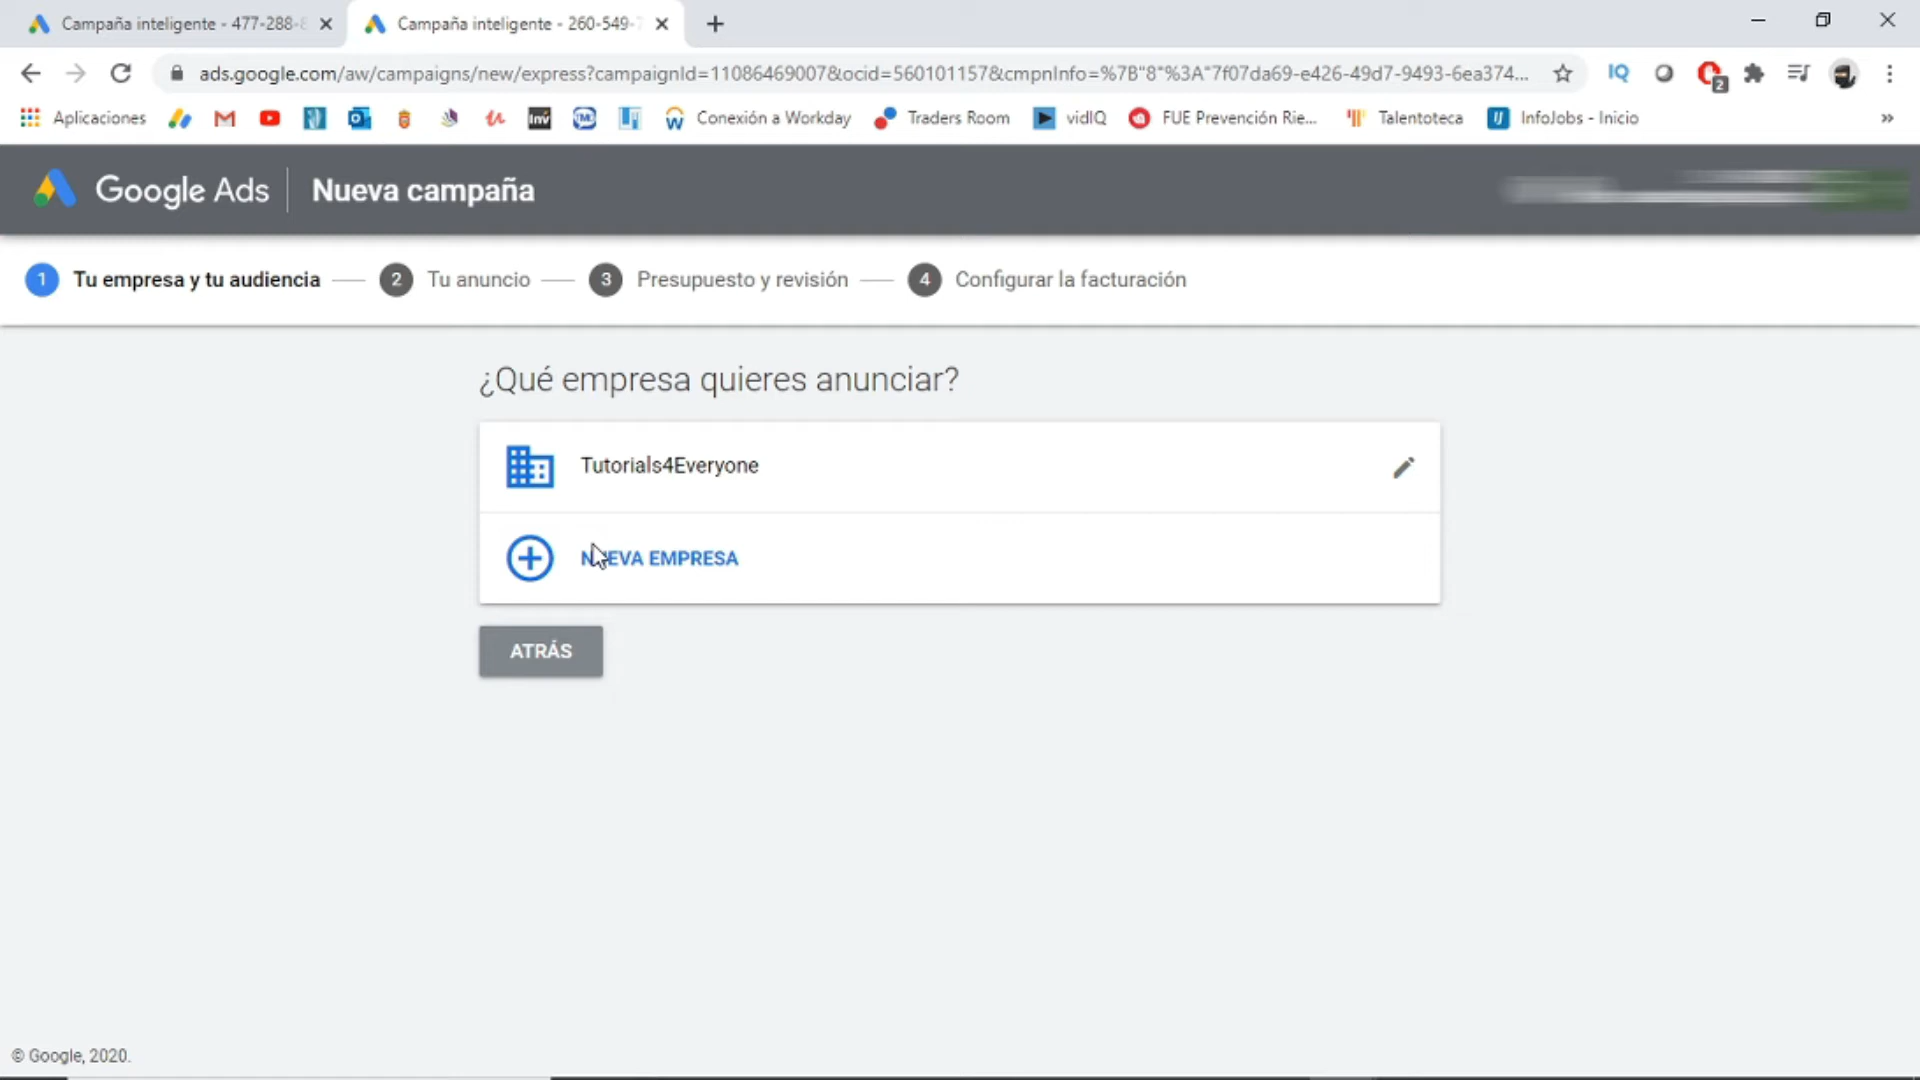 Campaña inteligente - 477-288-
Campaña inteligente - 260-549-
ads.google.com/aw/campaigns/new/express?campaignId=11086469007&ocid=560101157&cmpnInfo=%7B"8"%3A"7f07da69-e426-49d7-9493-6ea374...
IQ
2
Aplicaciones
Inv
Conexión a Workday
Traders Room
vidIQ
FUE Prevención Rie...
Talentoteca
InfoJobs - Inicio
»
Google Ads
Nueva campaña
1 Tu empresa y tu audiencia
2 Tu anuncio
3 Presupuesto y revisión
4 Configurar la facturación
¿Qué empresa quieres anunciar?
Tutorials4Everyone
NUEVA EMPRESA
ATRÁS
© Google, 2020.